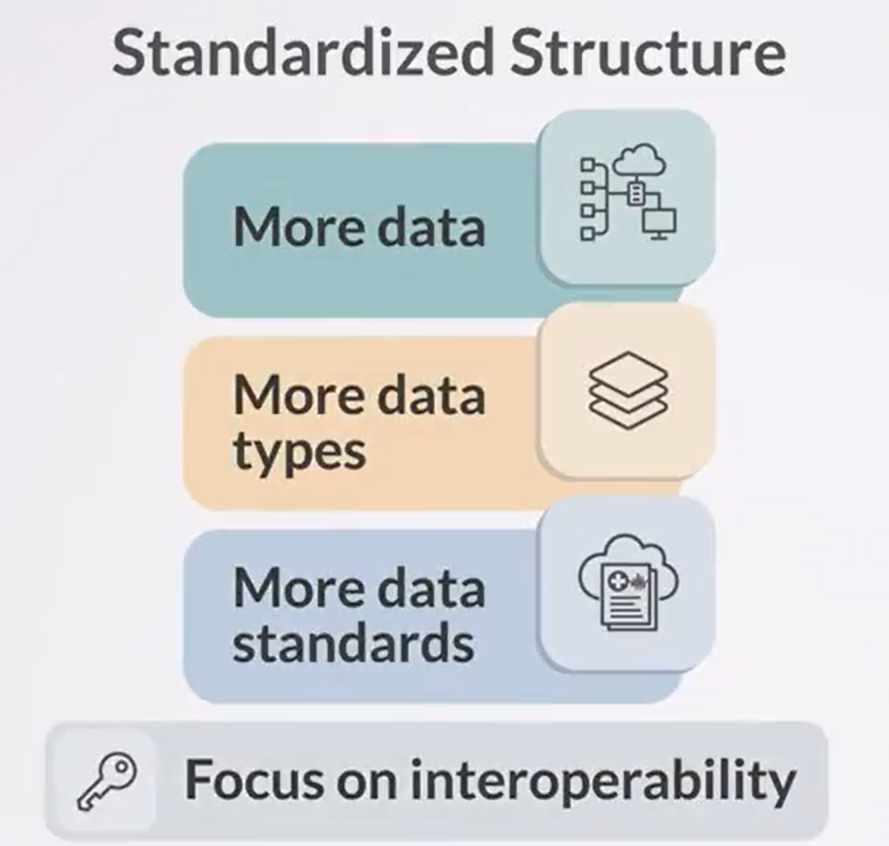 Standardized Structure
More data
More data
types
More data
standards
Focus on interoperability